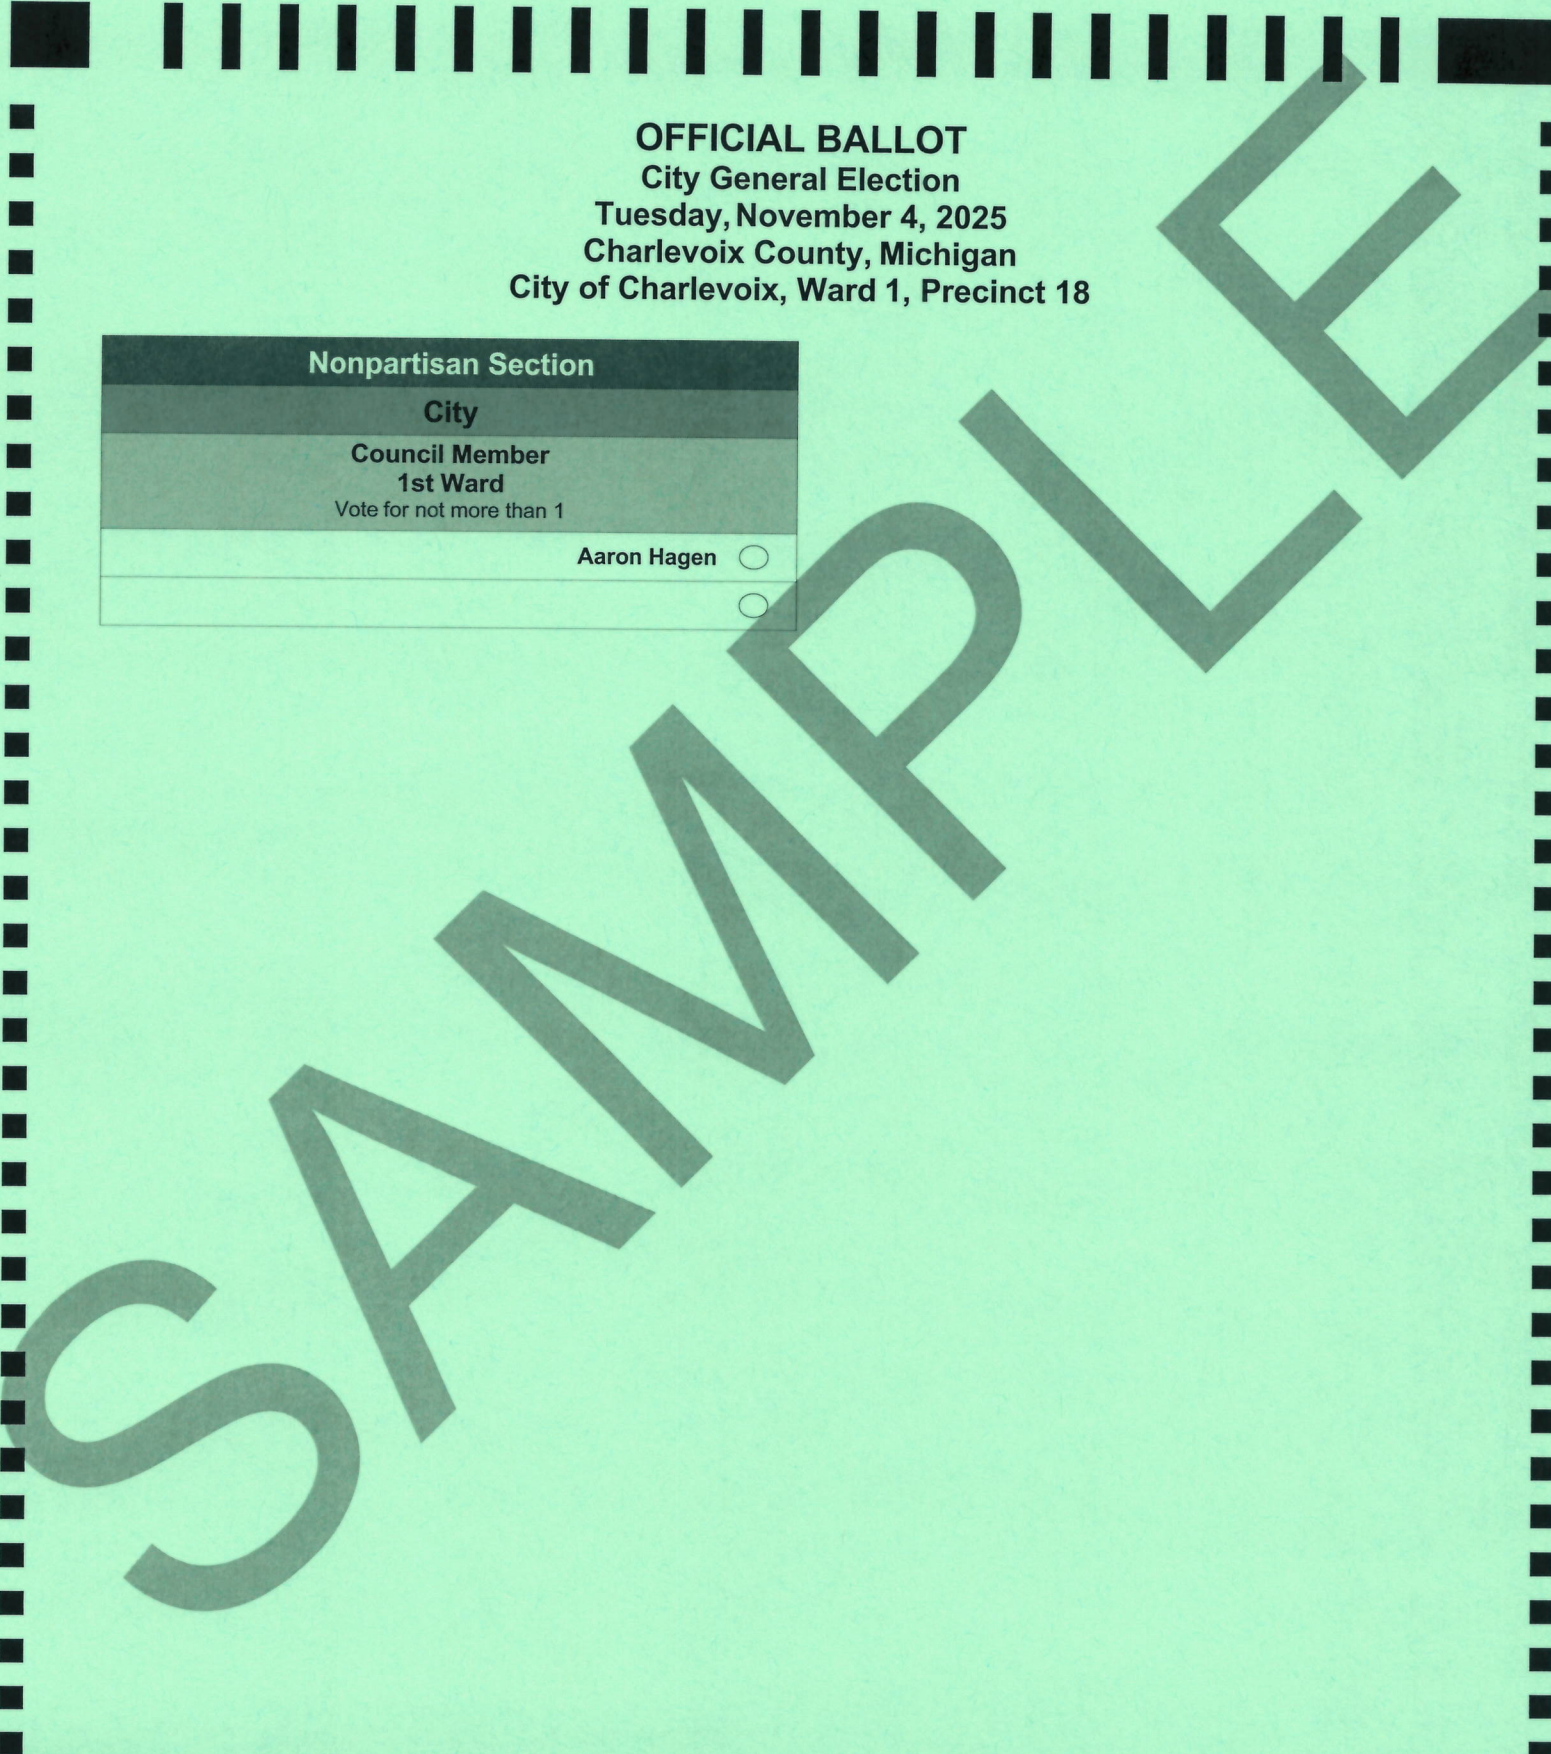 OFFICIAL BALLOT
City General Election
Tuesday, November 4, 2025
Charlevoix County, Michigan
City of Charlevoix, Ward 1, Precinct 18
Nonpartisan Section
City
Council Member
1st Ward
Vote for not more than 1
Aaron Hagen
SAMPLE